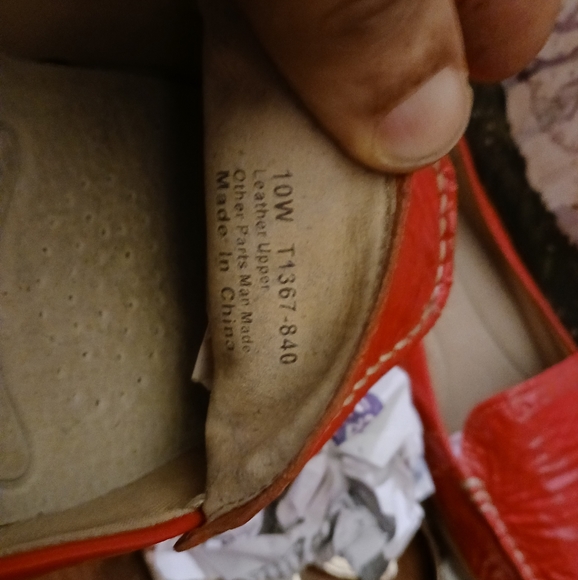 10W T1367-840
Leather Upper
Other Parts Man Made
Made In China